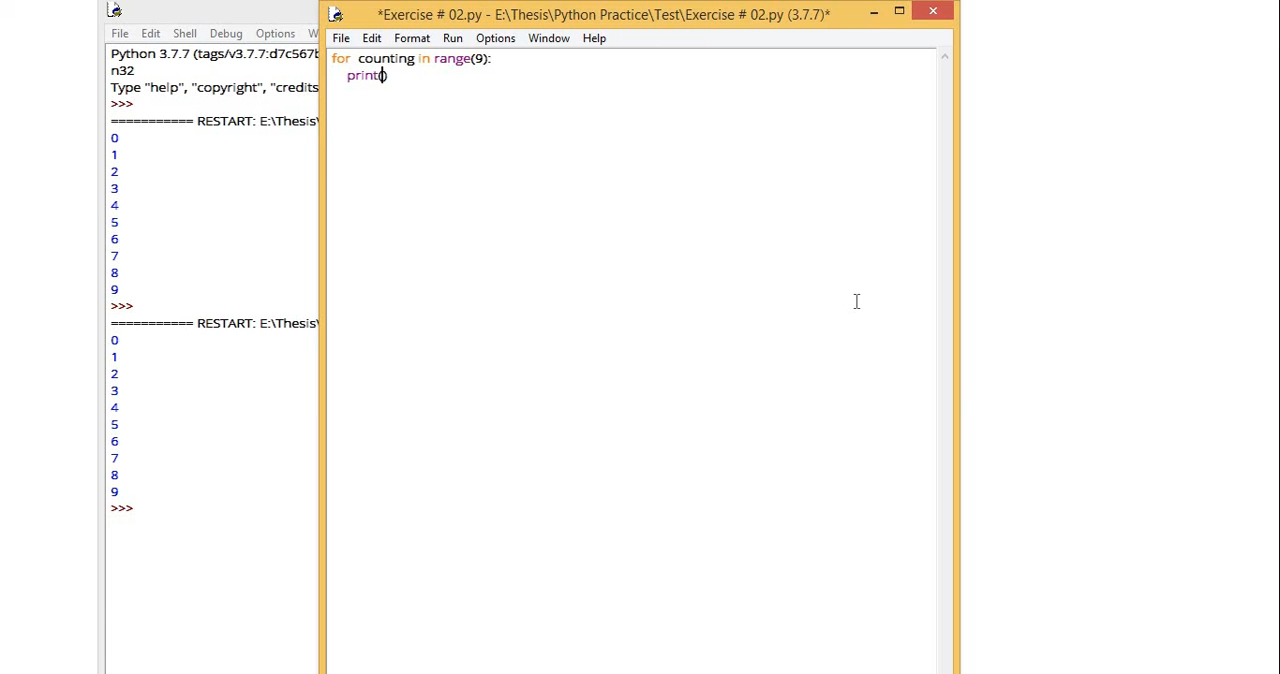 File Edit Shell Debug Options W
Python 3.7.7 (tags/v3.7.7:d7c567b
n32
Type "help", "copyright", "credits
>>>
=========== RESTART: E:\Thesis\
0
1
2
3
4
5
6
7
8
9
>>>
=========== RESTART: E:\Thesis\
0
1
2
3
4
5
6
7
8
9
>>>
*Exercise # 02.py - E:\Thesis\Python Practice\Test\Exercise # 02.py (3.7.7)*
File Edit Format Run Options Window Help
for  counting in range(9):
    print()